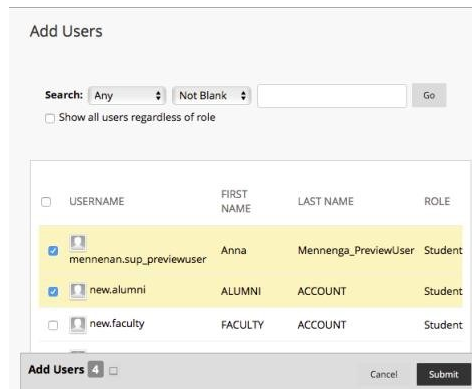 Add Users
Search: Any Not Blank Go
Show all users regardless of role
USERNAME FIRST NAME LAST NAME ROLE
mennenan.sup_previewuser Anna Mennenga_PreviewUser Student
new.alumni ALUMNI ACCOUNT Student
new.faculty FACULTY ACCOUNT Student
Add Users 4 Cancel Submit